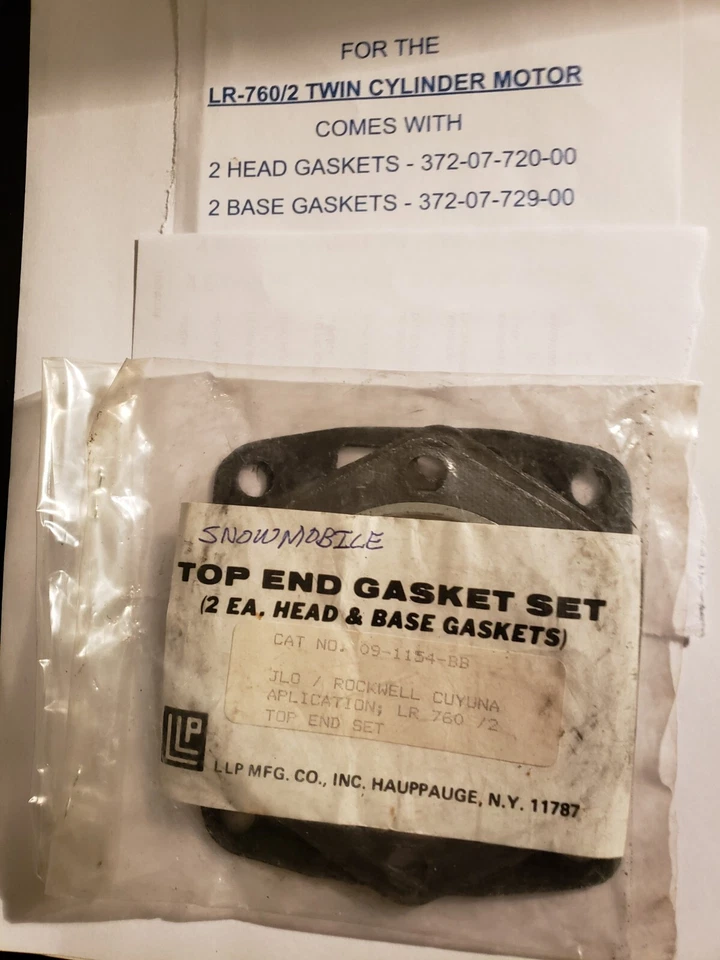 FOR THE
LR-760/2 TWIN CYLINDER MOTOR
COMES WITH
2 HEAD GASKETS - 372-07-720-00
2 BASE GASKETS - 372-07-729-00
SNOWMOBILE
TOP END GASKET SET
(2 EA. HEAD & BASE GASKETS)
CAT NO. 09-1154-BB
JLO / ROCKWELL CUYUNA
APLICATION; LR 760 /2
TOP END SET
LLP
LLP MFG. CO., INC. HAUPPAUGE, N.Y. 11787